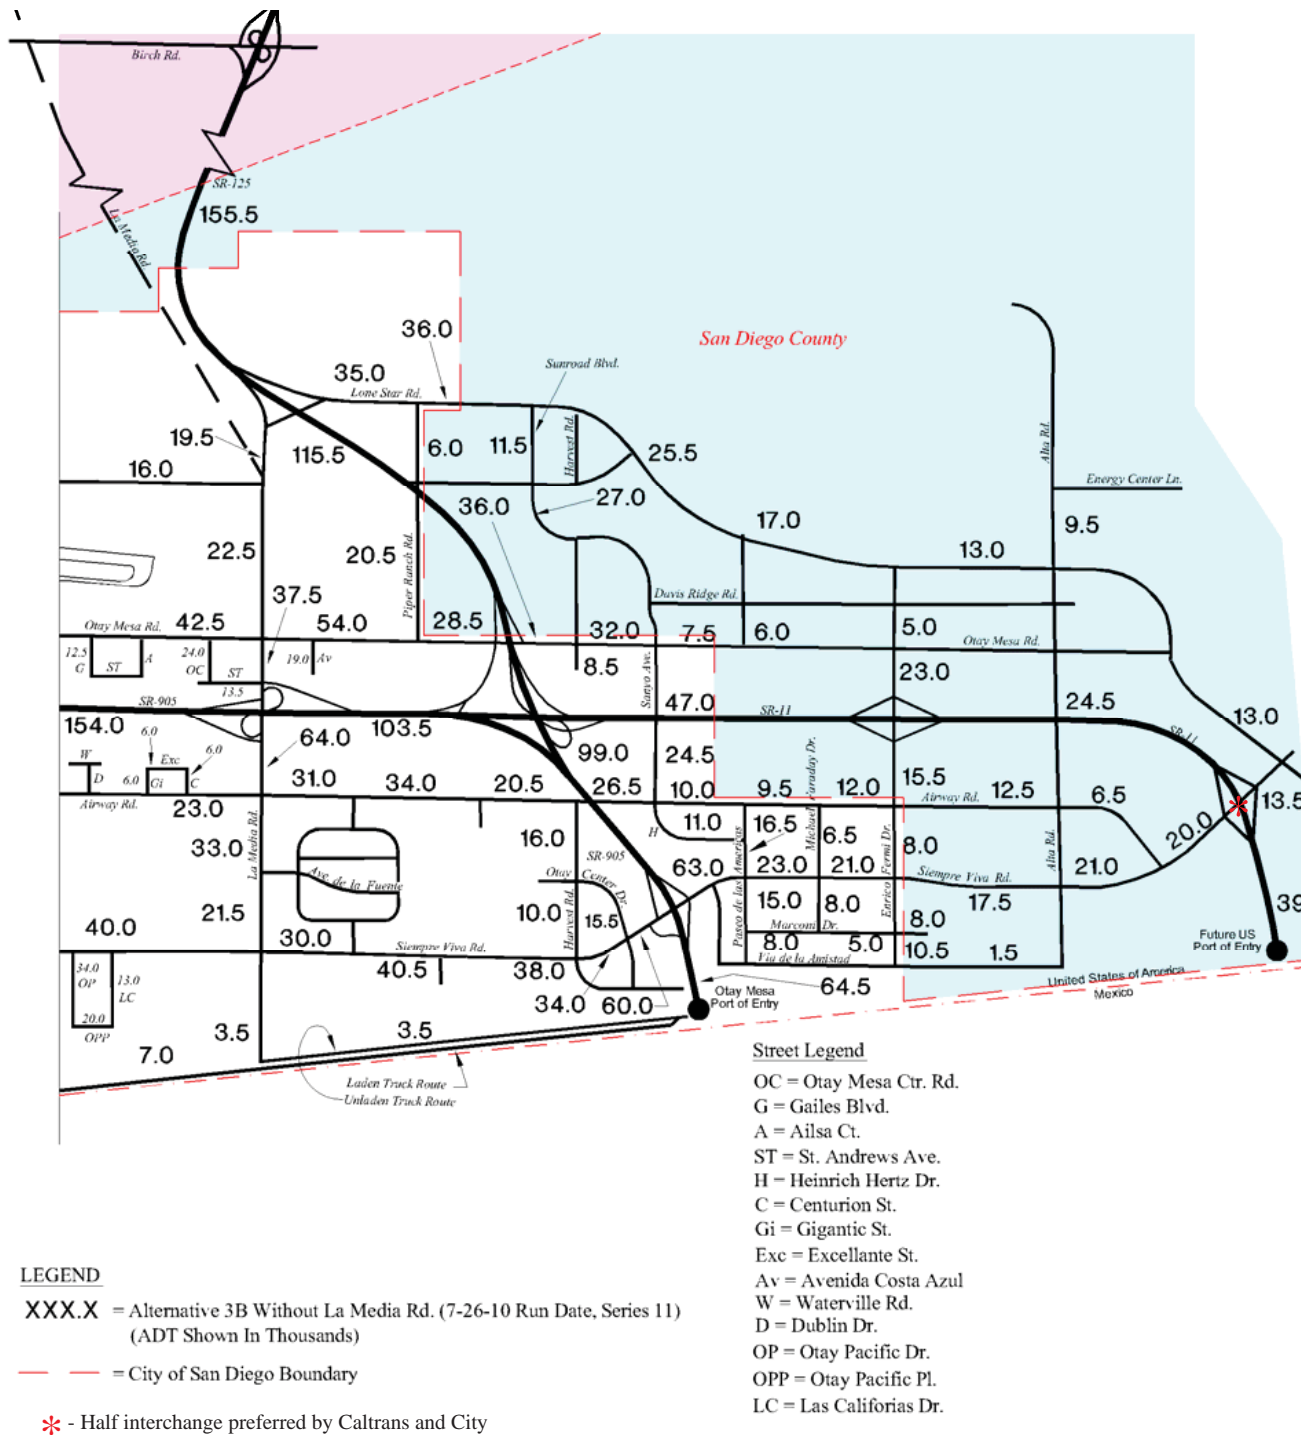 Birch Rd.
SR-125
155.5
La Media Rd.
36.0
San Diego County
Sunroad Blvd.
35.0
Lone Star Rd.
19.5
115.5
6.0
11.5
Harvest Rd.
25.5
Alta Rd.
16.0
Energy Center Ln.
36.0
27.0
17.0
9.5
22.5
20.5
Piper Ranch Rd.
13.0
37.5
Davis Ridge Rd.
Otay Mesa Rd.
42.5
54.0
28.5
32.0
7.5
6.0
5.0
Otay Mesa Rd.
12.5
G
ST
A
24.0
OC
ST
19.0
Av
8.5
Sanyo Ave.
23.0
13.5
SR-905
47.0
SR-11
24.5
13.0
SR-11
154.0
103.5
6.0
64.0
99.0
24.5
Michael Faraday Dr.
W
Exc
6.0
D
6.0
Gi
C
31.0
34.0
20.5
26.5
10.0
9.5
12.0
15.5
12.5
6.5
13.5
Airway Rd.
23.0
Airway Rd.
La Media Rd.
33.0
16.0
H
11.0
16.5
6.5
8.0
20.0
Enrico Fermi Dr.
Alta Rd.
SR-905
63.0
Paseo de las Americas
23.0
21.0
Siempre Viva Rd.
21.0
Ave de la Fuente
Otay Center Dr.
21.5
10.0
Harvest Rd.
15.5
15.0
8.0
17.5
39
40.0
30.0
Siempre Viva Rd.
Marconi Dr.
8.0
Future US
Port of Entry
8.0
5.0
10.5
1.5
Via de la Amistad
34.0
OP
13.0
LC
40.5
38.0
United States of America
Mexico
64.5
Otay Mesa
Port of Entry
20.0
OPP
34.0
60.0
3.5
3.5
7.0
Laden Truck Route
Unladen Truck Route
Street Legend
OC = Otay Mesa Ctr. Rd.
G = Gailes Blvd.
A = Ailsa Ct.
ST = St. Andrews Ave.
H = Heinrich Hertz Dr.
C = Centurion St.
Gi = Gigantic St.
Exc = Excellante St.
Av = Avenida Costa Azul
W = Waterville Rd.
D = Dublin Dr.
OP = Otay Pacific Dr.
OPP = Otay Pacific Pl.
LC = Las Califorias Dr.
LEGEND
XXX.X = Alternative 3B Without La Media Rd. (7-26-10 Run Date, Series 11)
(ADT Shown In Thousands)
= City of San Diego Boundary
* - Half interchange preferred by Caltrans and City